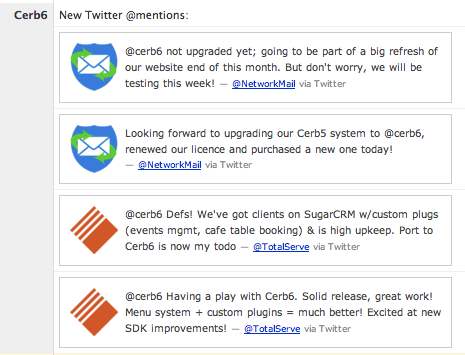 Cerb6 New Twitter @mentions:
@cerb6 not upgraded yet; going to be part of a big refresh of
our website end of this month. But don't worry, we will be
testing this week! — @NetworkMail via Twitter
Looking forward to upgrading our Cerb5 system to @cerb6,
renewed our licence and purchased a new one today!
— @NetworkMail via Twitter
@cerb6 Defs! We've got clients on SugarCRM w/custom plugs
(events mgmt, cafe table booking) & is high upkeep. Port to
Cerb6 is now my todo — @TotalServe via Twitter
@cerb6 Having a play with Cerb6. Solid release, great work!
Menu system + custom plugins = much better! Excited at new
SDK improvements! — @TotalServe via Twitter